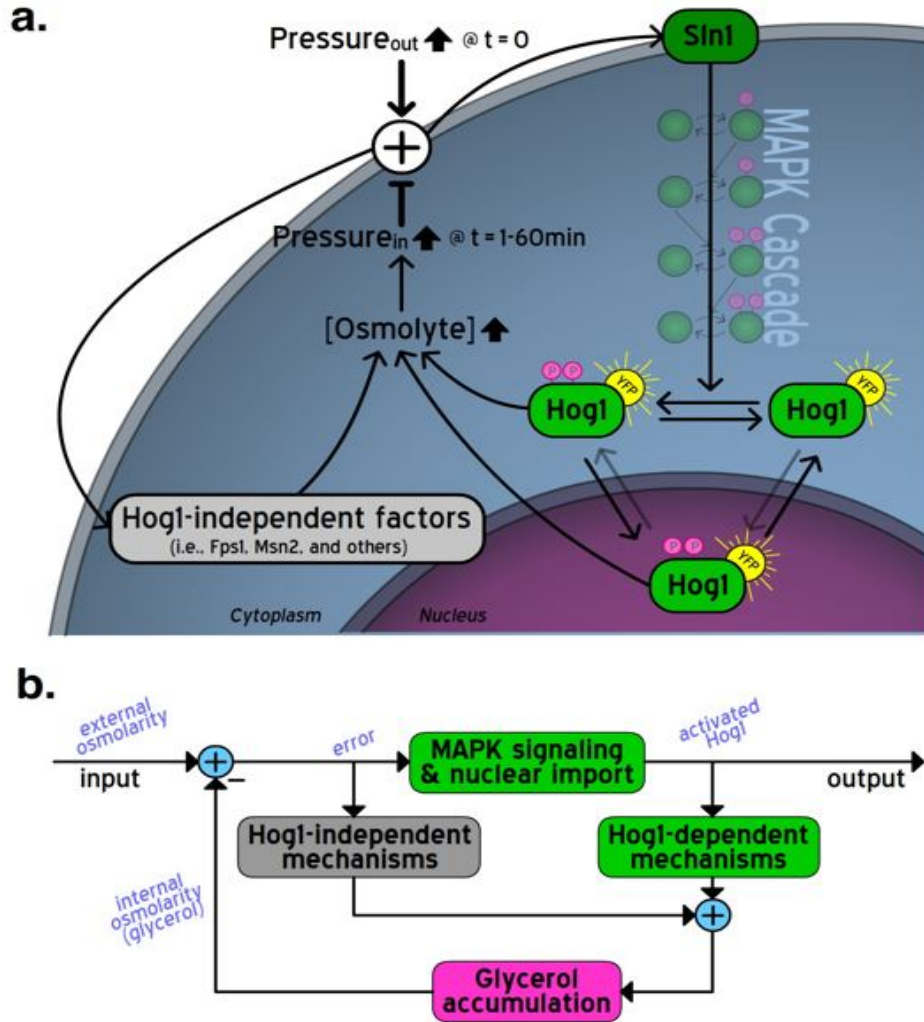 a.
Pressureout ⬆ @ t = 0
Sln1
P
P
P P
P P
MAPK Cascade
+
Pressurein ⬆ @ t = 1-60min
[Osmolyte] ⬆
P P
YFP
Hog1
YFP
Hog1
Hog1-independent factors
(i.e., Fps1, Msn2, and others)
P P
YFP
Hog1
Cytoplasm
Nucleus
b.
external
osmolarity
input
+
−
error
MAPK signaling
& nuclear import
activated
Hog1
output
Hog1-independent
mechanisms
Hog1-dependent
mechanisms
internal
osmolarity
(glycerol)
+
Glycerol
accumulation